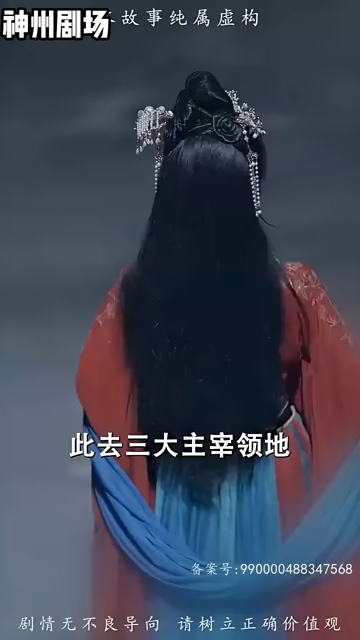 本故事纯属虚构
神州剧场
此去三大主宰领地
备案号:990000488347568
剧情无不良导向 请树立正确价值观